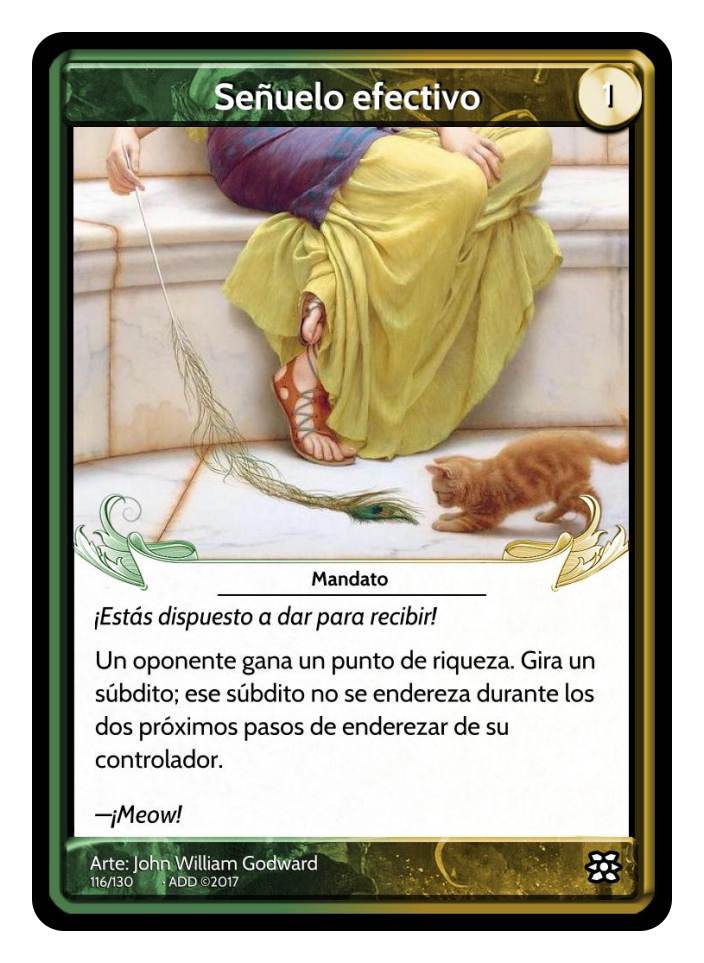 Señuelo efectivo
1
Mandato
¡Estás dispuesto a dar para recibir!
Un oponente gana un punto de riqueza. Gira un
súbdito; ese súbdito no se endereza durante los
dos próximos pasos de enderezar de su
controlador.
—¡Meow!
Arte: John William Godward
116/130 · ADD ©2017